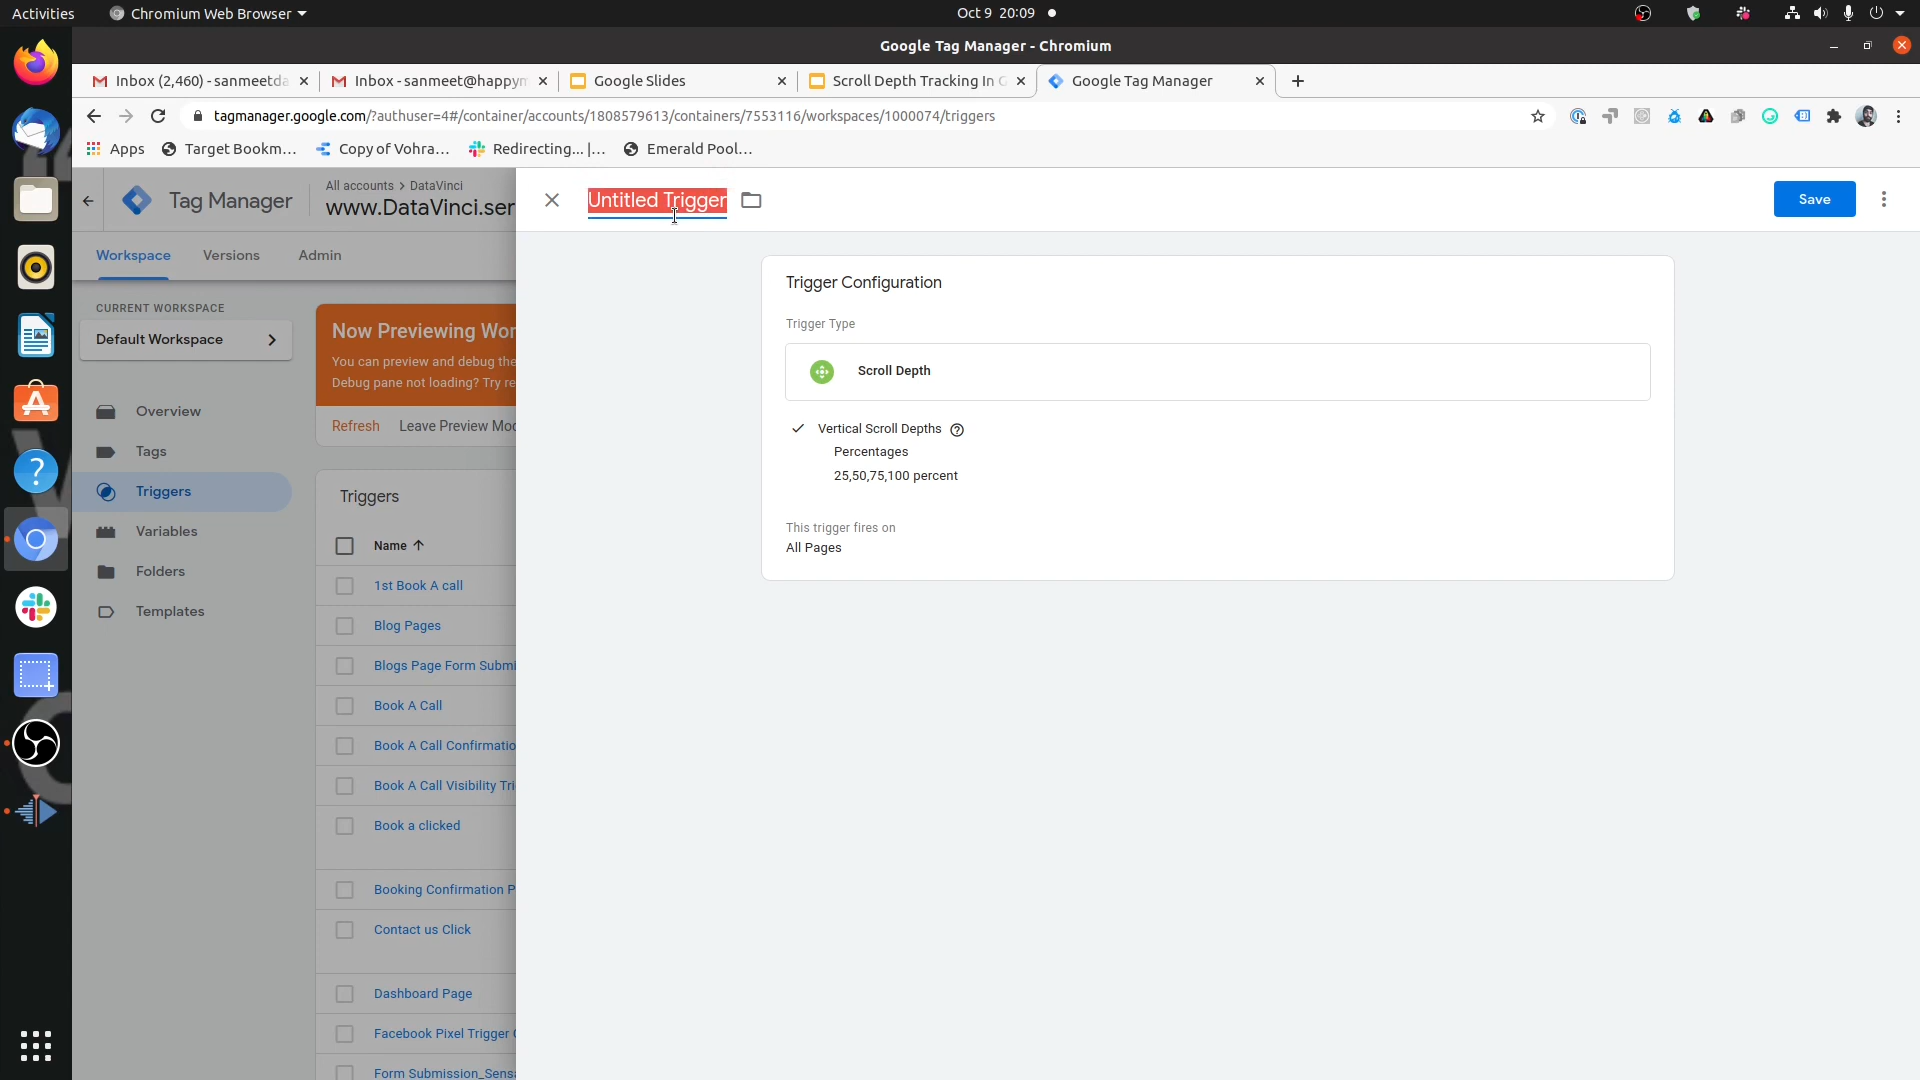 Activities
Chromium Web Browser
Oct 9 20:09
Google Tag Manager - Chromium
Inbox (2,460) - sanmeetda
Inbox - sanmeet@happym
Google Slides
Scroll Depth Tracking In G
Google Tag Manager
tagmanager.google.com/?authuser=4#/container/accounts/1808579613/containers/7553116/workspaces/1000074/triggers
Apps
Target Bookm...
Copy of Vohra...
Redirecting... |...
Emerald Pool...
Tag Manager
All accounts > DataVinci
www.DataVinci.ser
Untitled Trigger
Save
Workspace
Versions
Admin
CURRENT WORKSPACE
Default Workspace
Overview
Tags
Triggers
Variables
Folders
Templates
Now Previewing Wor
You can preview and debug the
Debug pane not loading? Try re
Refresh
Leave Preview Mod
Triggers
Name
1st Book A call
Blog Pages
Blogs Page Form Submi
Book A Call
Book A Call Confirmatio
Book A Call Visibility Tri
Book a clicked
Booking Confirmation P
Contact us Click
Dashboard Page
Facebook Pixel Trigger
Form Submission_Sens
Trigger Configuration
Trigger Type
Scroll Depth
Vertical Scroll Depths
Percentages
25,50,75,100 percent
This trigger fires on
All Pages